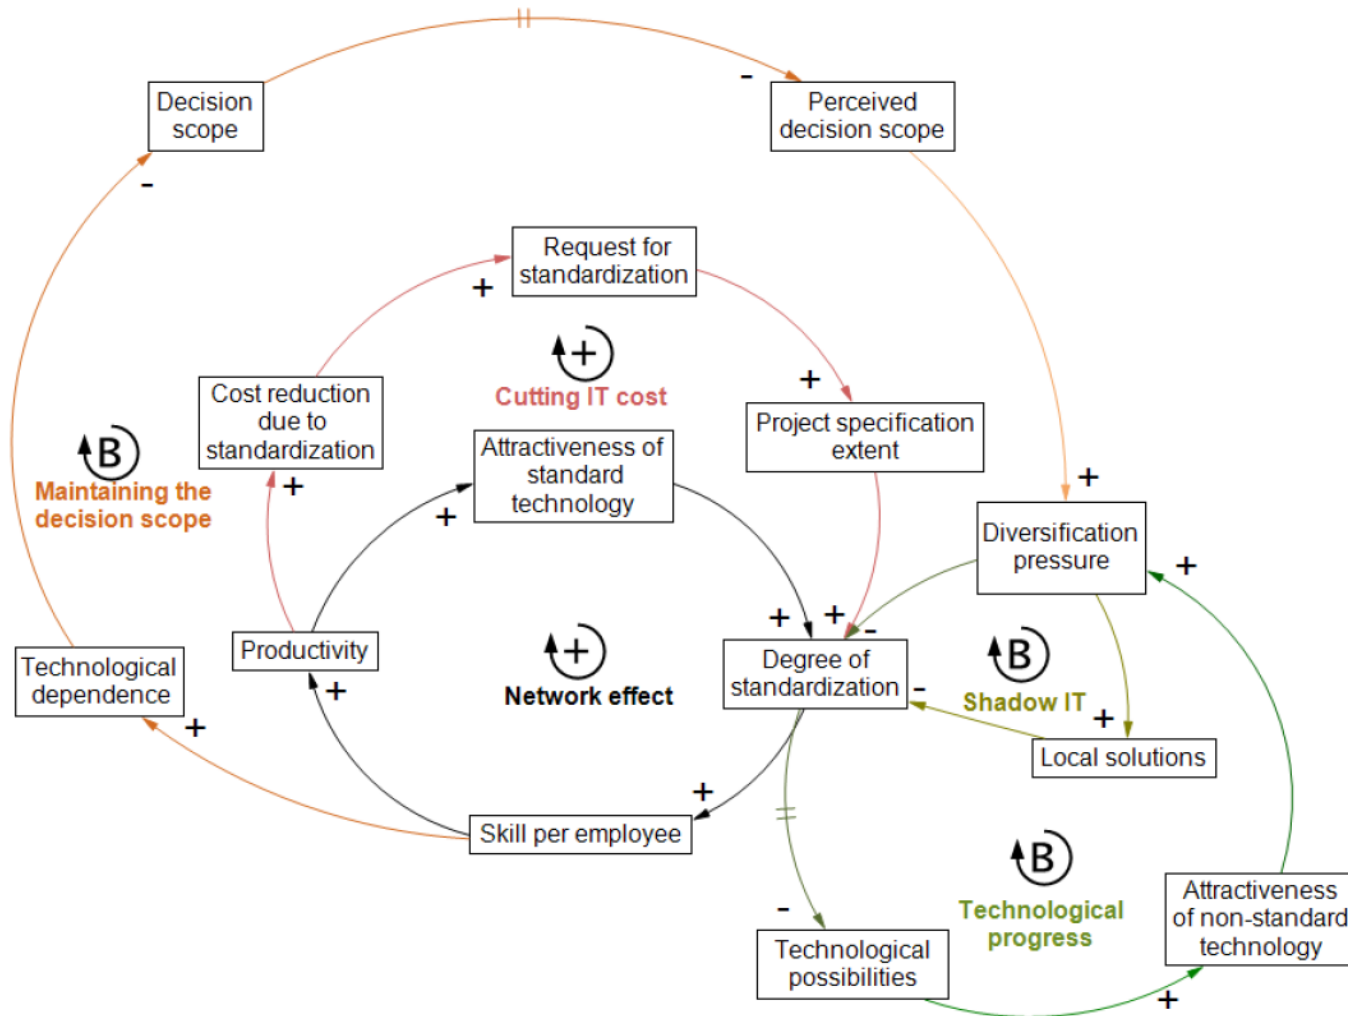 Decision
scope
-
Perceived
decision scope
-
Request for
standardization
+
+
Cutting IT cost
Cost reduction
due to
standardization
+
Attractiveness of
standard
technology
+
+
Project specification
extent
B
Maintaining the
decision scope
+
Diversification
pressure
+
+
+
-
Productivity
+
+
Network effect
Degree of
standardization
-
B
Shadow IT
+
Local solutions
Technological
dependence
+
+
Skill per employee
B
Technological
progress
-
Technological
possibilities
Attractiveness
of non-standard
technology
+